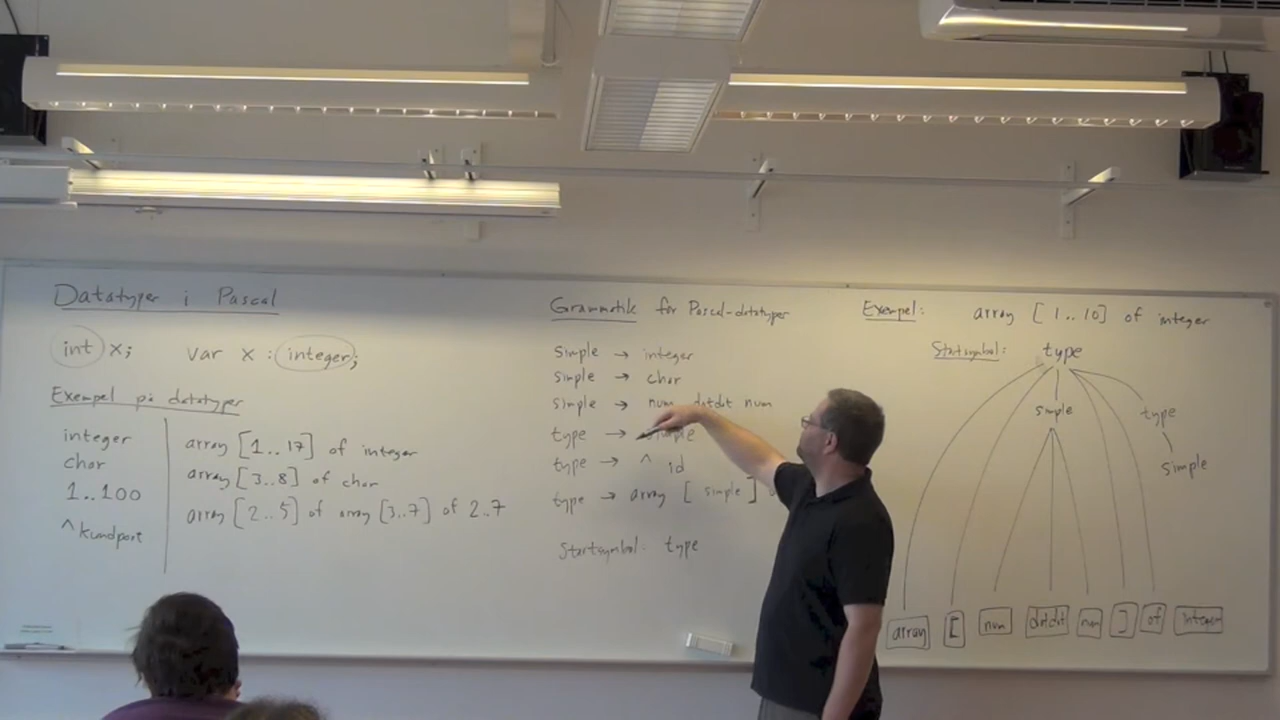 Datatyper i Pascal
int x; var x : integer;
Exempel på datatyper
integer
char
1..100
^kundpost
array [1..17] of integer
array [3..8] of char
array [2..5] of array [3..7] of 2..7
Grammatik för Pascal-datatyper
simple → integer
simple → char
simple → num dotdot num
type → simple
type → ^ id
type → array [ simple ]
Startsymbol: type
Exempel: array [1..10] of integer
Startsymbol: type
simple type
simple
array [ num dotdot num ] of integer